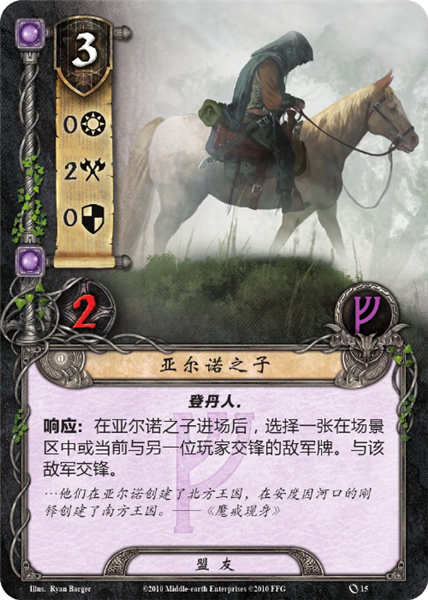 3
0
2
0
2
亚尔诺之子
登丹人.
响应：在亚尔诺之子进场后，选择一张在场景
区中或当前与另一位玩家交锋的敌军牌。与该
敌军交锋。
…他们在亚尔诺创建了北方王国，在安度因河口的刚
铎创建了南方王国。——《魔戒现身》
盟友
Illus. Ryan Barger ©2010 Middle-earth Enterprises ©2010 FFG 15